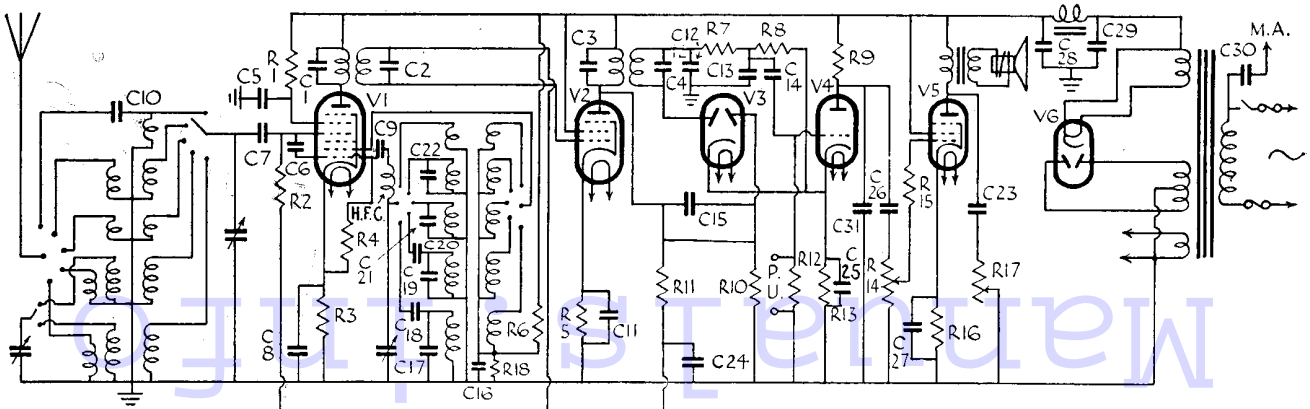 C10
C5
R1
C1
C2
V1
C7
C6
R2
C9
H.F.C.
R4
C22
C21
C20
C19
C18
C17
C16
R18
R6
R3
C8
C3
V2
R5
C11
C12
C4
R7
R8
C13
C14
V3
C15
R11
R10
C24
P.U.
R12
V4
R9
C31
C26
C25
R13
R14
V5
R15
C23
R17
R16
C27
C28
C29
V6
C30
M.A.
Manuals.info